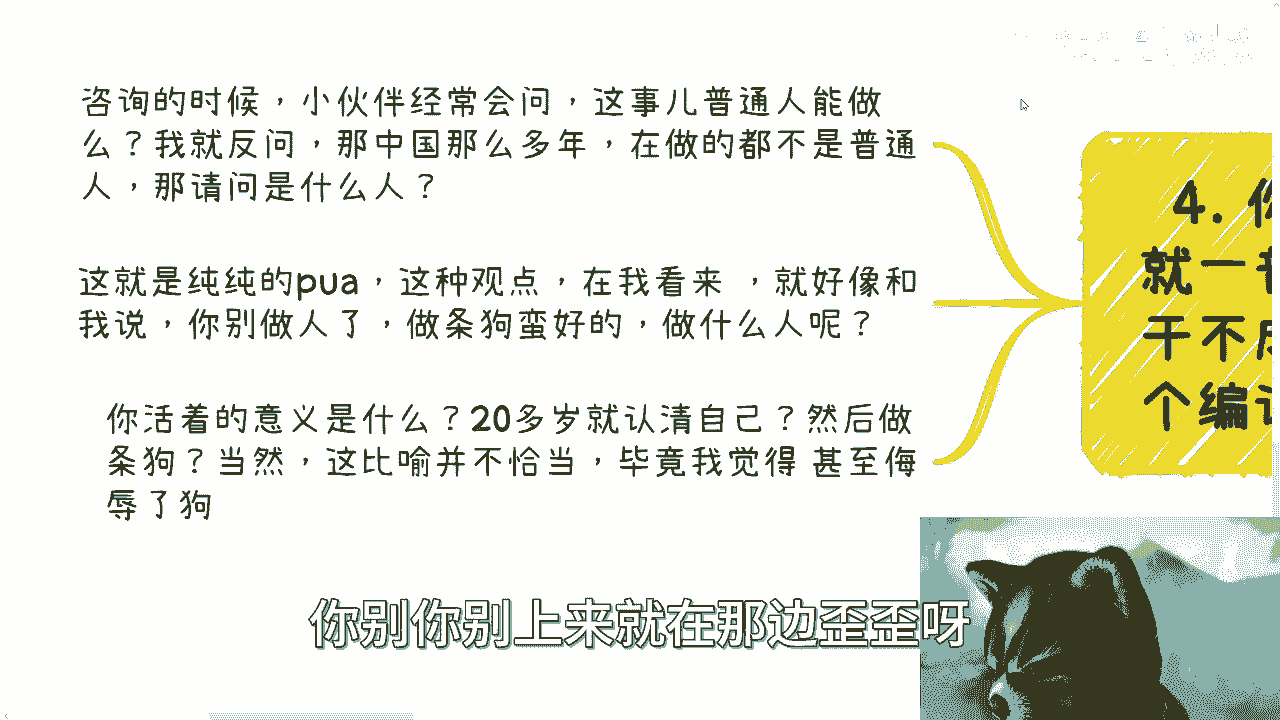 咨询的时候，小伙伴经常会问，这事儿普通人能做
么？我就反问，那中国那么多年，在做的都不是普通
人，那请问是什么人？
这就是纯纯的pua，这种观点，在我看来 ，就好像和
我说，你别做人了，做条狗蛮好的，做什么人呢？
你活着的意义是什么？20多岁就认清自己？然后做
条狗？当然，这比喻并不恰当，毕竟我觉得 甚至侮
辱了狗
4. 你
就一普
干不成
个编
你别你别上来就在那边歪歪呀